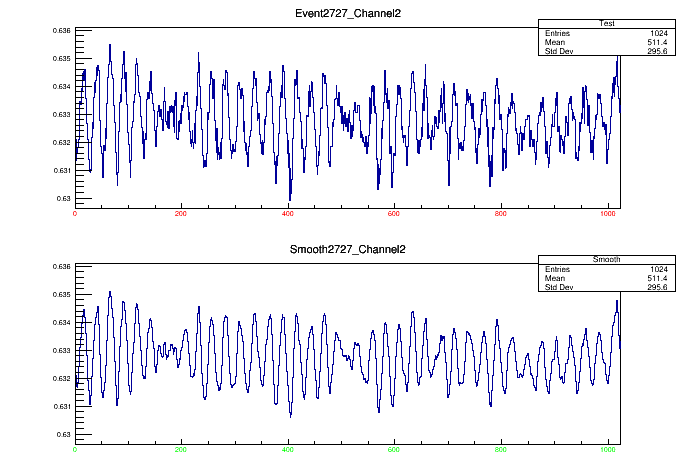 Event2727_Channel2
Test
Entries 1024
Mean 511.4
Std Dev 295.6
0.636
0.635
0.634
0.633
0.632
0.631
0.63
0 200 400 600 800 1000
Smooth2727_Channel2
Smooth
Entries 1024
Mean 511.4
Std Dev 295.6
0.636
0.635
0.634
0.633
0.632
0.631
0.63
0 200 400 600 800 1000